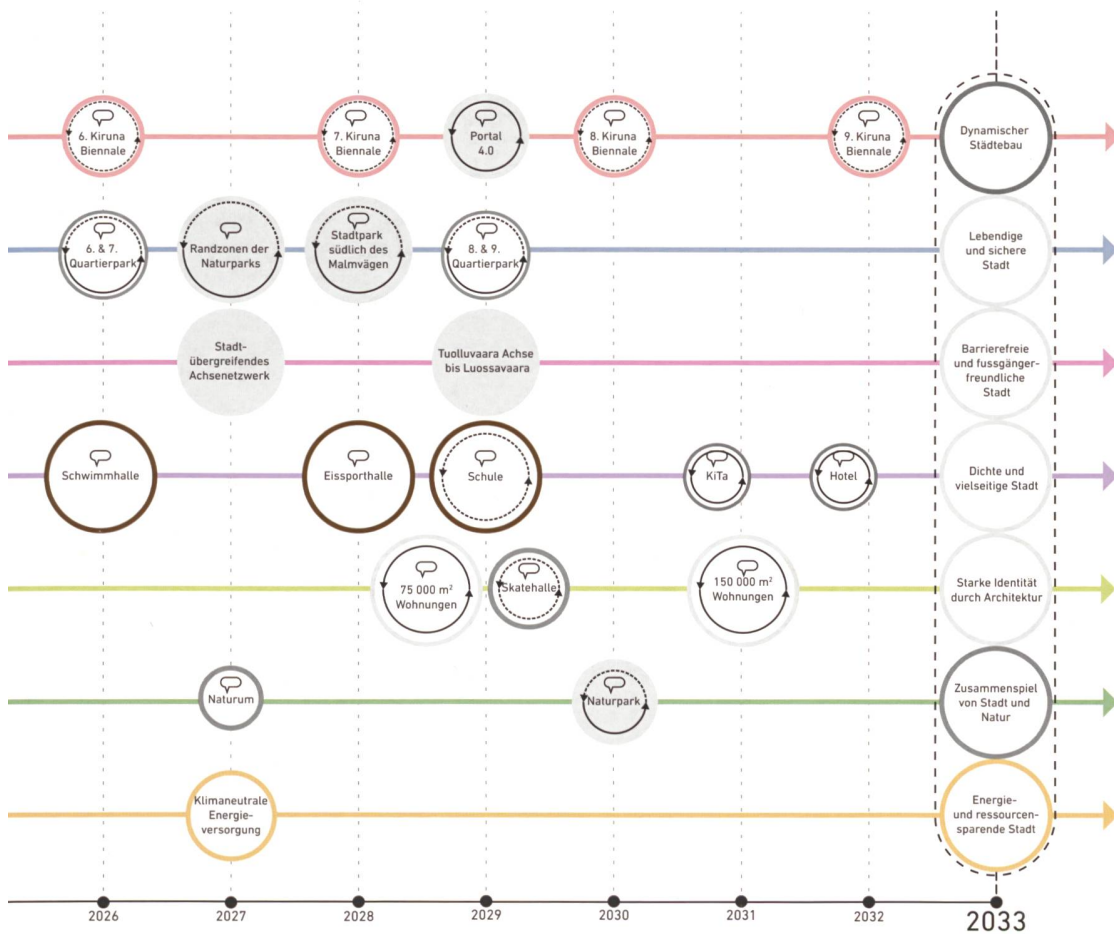 6. Kiruna
Biennale
7. Kiruna
Biennale
Portal
4.0
8. Kiruna
Biennale
9. Kiruna
Biennale
Dynamischer
Städtebau
6. & 7.
Quartierpark
Randzonen der
Naturparks
Stadtpark
südlich des
Malmvägen
8. & 9.
Quartierpark
Lebendige
und sichere
Stadt
Stadt-
übergreifendes
Achsenetzwerk
Tuolluvaara Achse
bis Luossavaara
Barrierefreie
und fussgänger-
freundliche
Stadt
Schwimmhalle
Eissporthalle
Schule
KiTa
Hotel
Dichte und
vielseitige Stadt
75 000 m²
Wohnungen
Skatehalle
150 000 m²
Wohnungen
Starke Identität
durch Architektur
Naturum
Naturpark
Zusammenspiel
von Stadt und
Natur
Klimaneutrale
Energie-
versorgung
Energie-
und ressourcen-
sparende Stadt
2026
2027
2028
2029
2030
2031
2032
2033